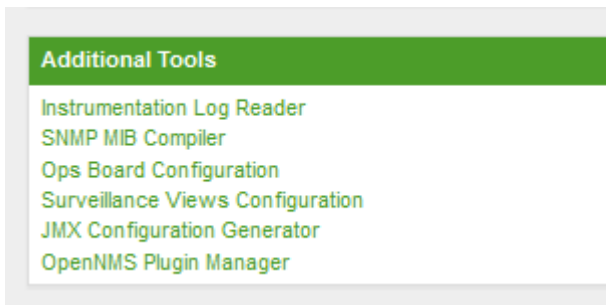 Additional Tools
Instrumentation Log Reader
SNMP MIB Compiler
Ops Board Configuration
Surveillance Views Configuration
JMX Configuration Generator
OpenNMS Plugin Manager